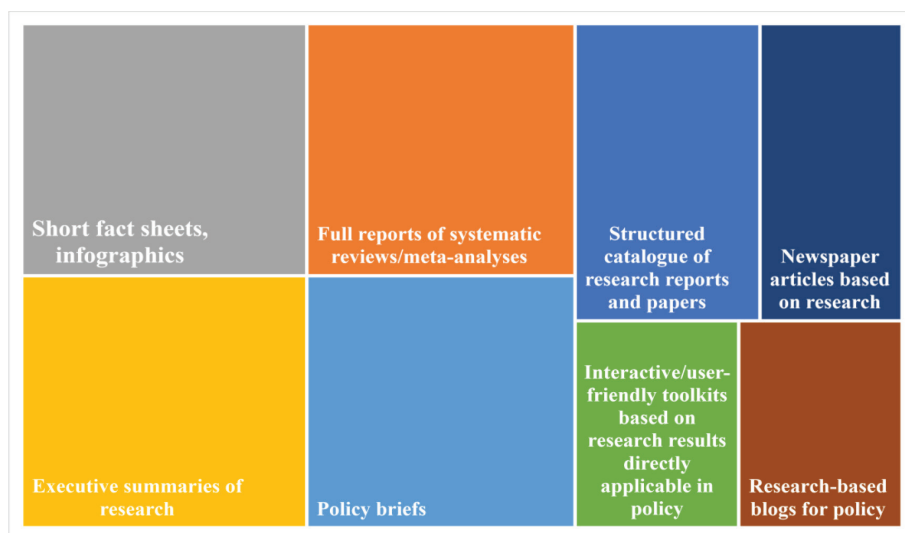 Short fact sheets,
infographics
Full reports of systematic
reviews/meta-analyses
Structured
catalogue of
research reports
and papers
Newspaper
articles based
on research
Executive summaries of
research
Policy briefs
Interactive/user-
friendly toolkits
based on
research results
directly
applicable in
policy
Research-based
blogs for policy